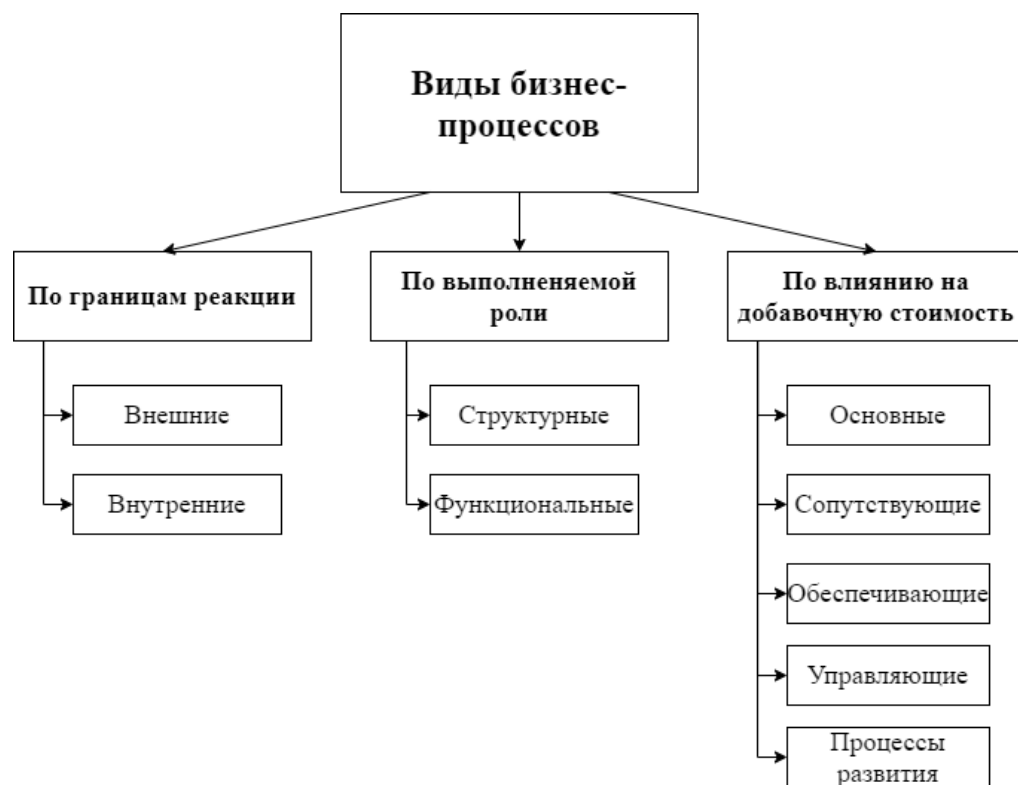 Виды бизнес-
процессов
По границам реакции
Внешние
Внутренние
По выполненяемой
роли
Структурные
Функциональные
По влиянию на
добавочную стоимость
Основные
Сопутствующие
Обеспечивающие
Управляющие
Процессы
развития